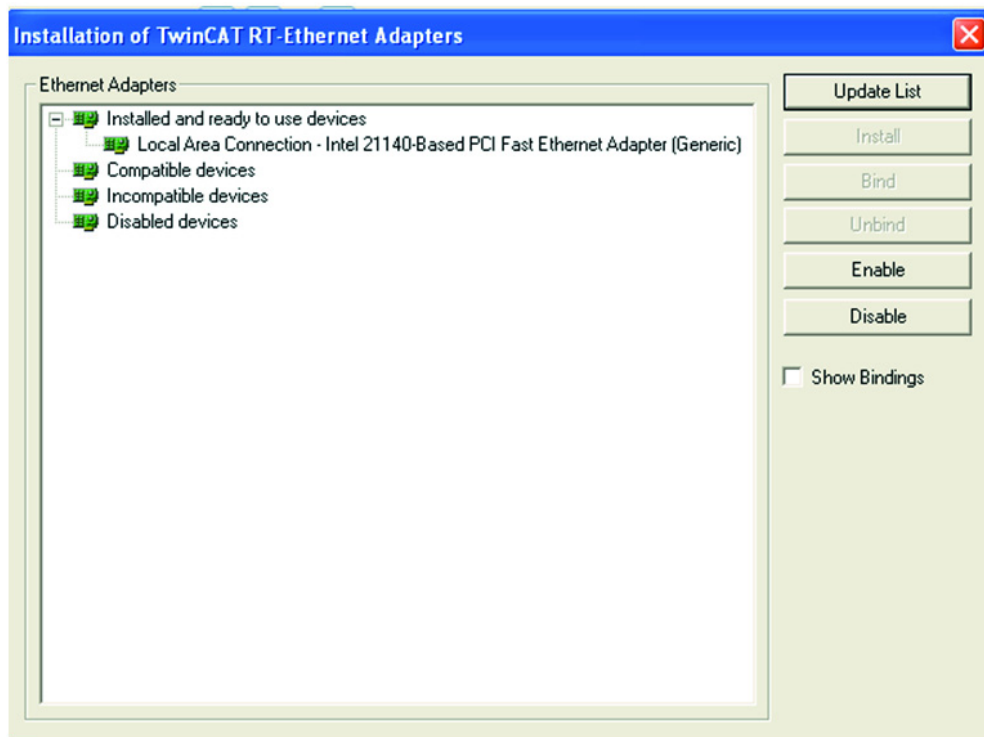 Installation of TwinCAT RT-Ethernet Adapters
Ethernet Adapters
Installed and ready to use devices
Local Area Connection - Intel 21140-Based PCI Fast Ethernet Adapter (Generic)
Compatible devices
Incompatible devices
Disabled devices
Update List
Install
Bind
Unbind
Enable
Disable
Show Bindings